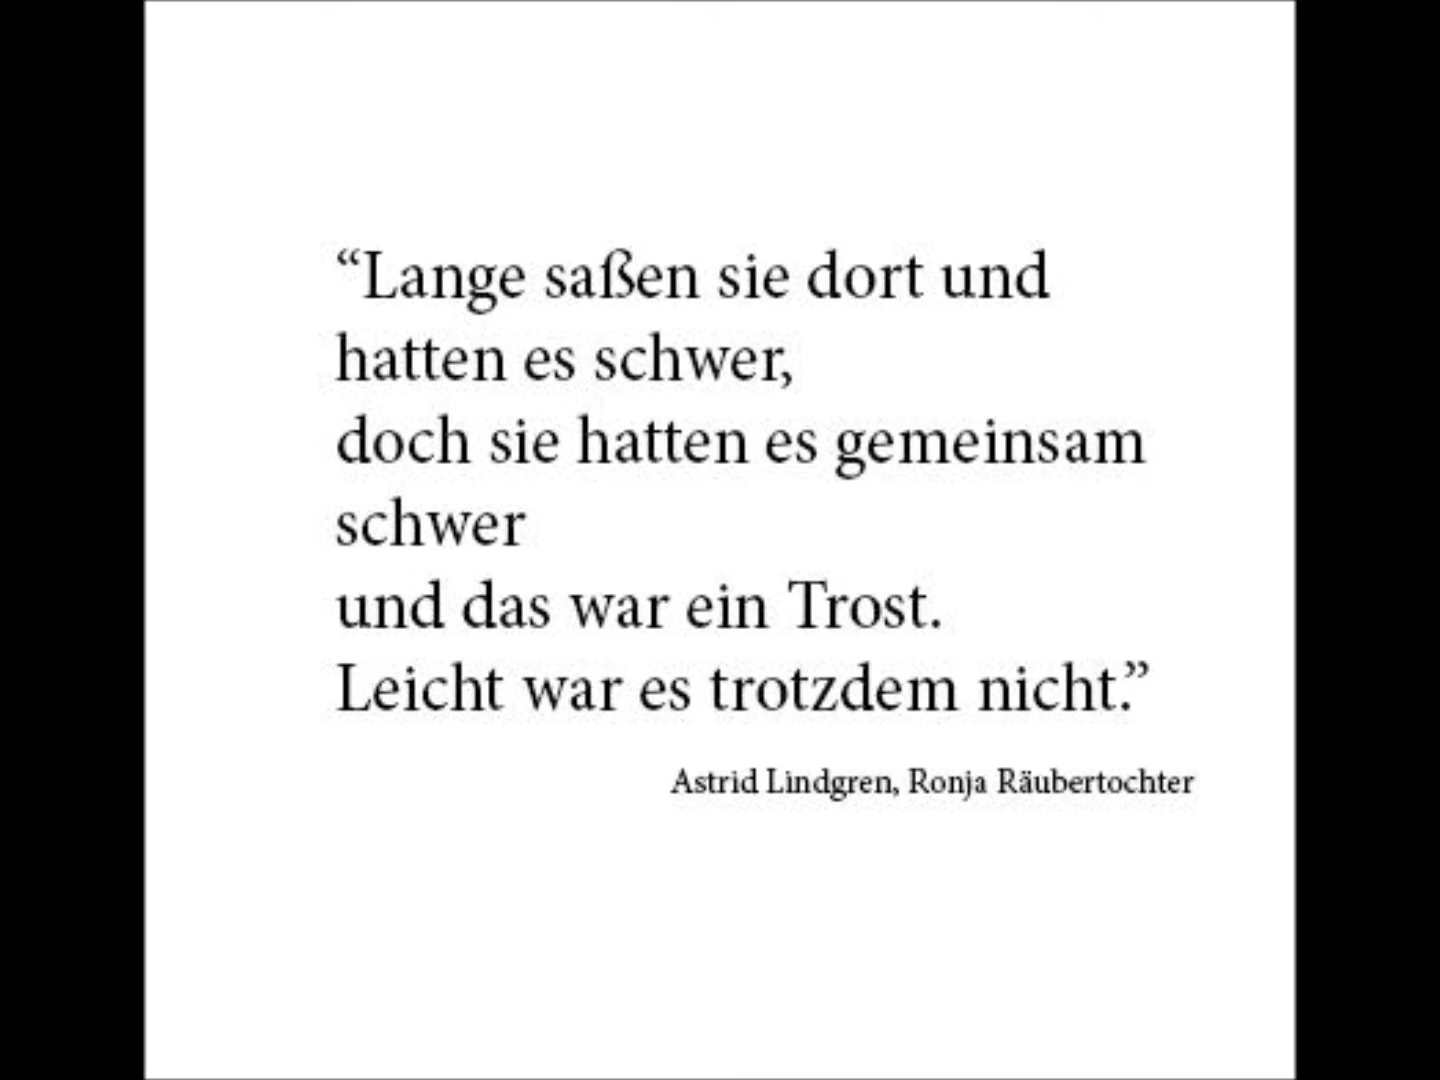 “Lange saßen sie dort und
hatten es schwer,
doch sie hatten es gemeinsam
schwer
und das war ein Trost.
Leicht war es trotzdem nicht.”
Astrid Lindgren, Ronja Räubertochter